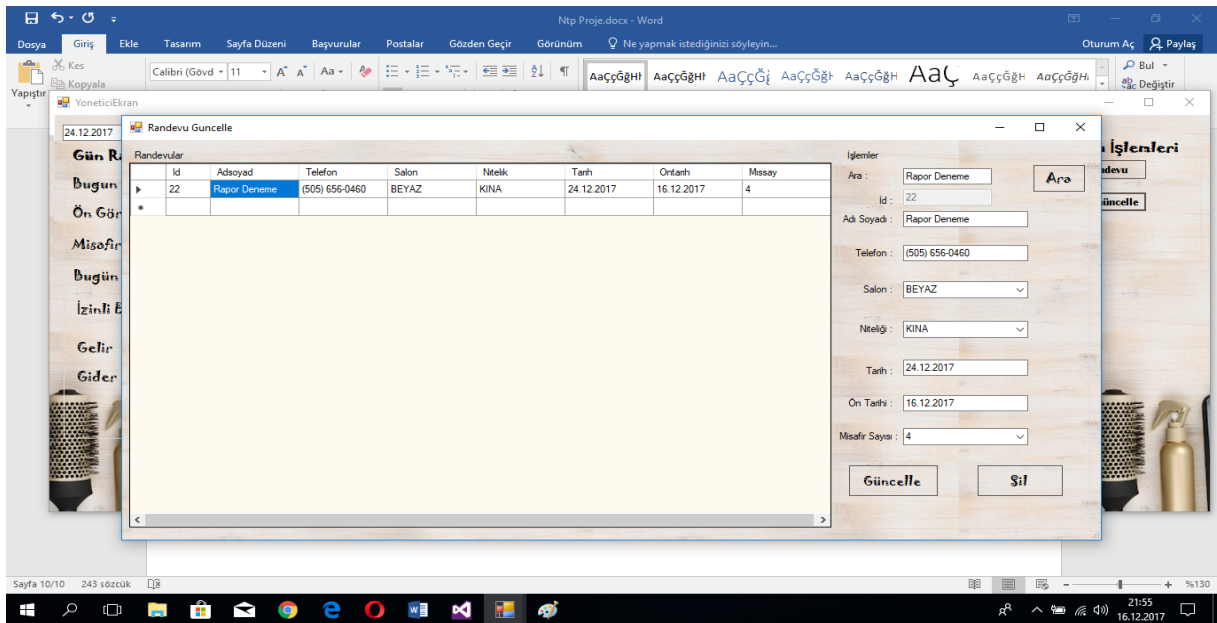 Ntp Proje.docx - Word
Dosya Giriş Ekle Tasarım Sayfa Düzeni Başvurular Postalar Gözden Geçir Görünüm Ne yapmak istediğinizi söyleyin... Oturum Aç Paylaş
Kes
Kopyala
Yapıştır
Calibri (Gövd 11
AaÇçĞğHł AaÇçĞğHł AaÇçĞġ AaÇçĞğH AaÇçĞğH AaÇ AaÇçĞğH AaÇçĞğHı
Bul
Değiştir
YoneticiEkran
24.12.2017
Gün Ra
Bugun
Ön Gör
Misafir
Bugün
İzinli E
Gelir
Gider
İşlemleri
ndevu
üncelle
Randevu Guncelle
Randevular
Id Adsoyad Telefon Salon Nitelik Tarih Ontarih Missay
22 Rapor Deneme (505) 656-0460 BEYAZ KINA 24.12.2017 16.12.2017 4
İşlemler
Ara : Rapor Deneme Ara
Id : 22
Adı Soyadı : Rapor Deneme
Telefon : (505) 656-0460
Salon : BEYAZ
Niteliği : KINA
Tarih : 24.12.2017
Ön Tarihi : 16.12.2017
Misafir Sayısı : 4
Güncelle Sil
Sayfa 10/10 243 sözcük %130
21:55
16.12.2017